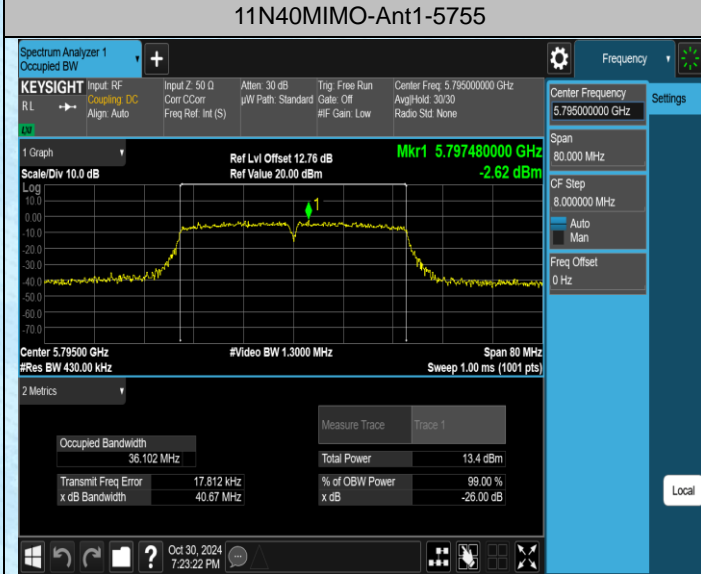 11N40MIMO-Ant1-5755
Spectrum Analyzer 1
Occupied BW
Frequency
KEYSIGHT
RL
LXI
Input: RF
Coupling: DC
Align: Auto
Input Z: 50 Ω
Corr CCorr
Freq Ref: Int (S)
Atten: 30 dB
µW Path: Standard
Trig: Free Run
Gate: Off
#IF Gain: Low
Center Freq: 5.795000000 GHz
Avg|Hold: 30/30
Radio Std: None
Center Frequency
5.795000000 GHz
Settings
Span
80.000 MHz
CF Step
8.000000 MHz
Auto
Man
Freq Offset
0 Hz
1 Graph
Scale/Div 10.0 dB
Ref Lvl Offset 12.76 dB
Ref Value 20.00 dBm
Mkr1 5.797480000 GHz
-2.62 dBm
Log
10.0
0.00
-10.0
-20.0
-30.0
-40.0
-50.0
-60.0
-70.0
1
Center 5.79500 GHz
#Res BW 430.00 kHz
#Video BW 1.3000 MHz
Span 80 MHz
Sweep 1.00 ms (1001 pts)
2 Metrics
Measure Trace Trace 1
Occupied Bandwidth
36.102 MHz
Total Power 13.4 dBm
Transmit Freq Error 17.812 kHz
% of OBW Power 99.00 %
x dB Bandwidth 40.67 MHz
x dB -26.00 dB
Local
Oct 30, 2024
7:23:22 PM